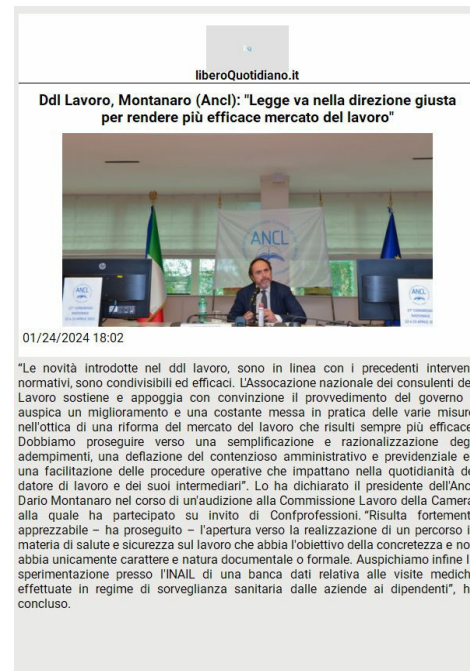 liberoQuotidiano.it
Ddl Lavoro, Montanaro (Ancl): "Legge va nella direzione giusta
per rendere più efficace mercato del lavoro"
ANCL
ANCL
ANCL
01/24/2024 18:02
“Le novità introdotte nel ddl lavoro, sono in linea con i precedenti interven
normativi, sono condivisibili ed efficaci. L'Assocazione nazionale dei consulenti de
Lavoro sostiene e appoggia con convinzione il provvedimento del governo
auspica un miglioramento e una costante messa in pratica delle varie misur
nell'ottica di una riforma del mercato del lavoro che risulti sempre più efficace
Dobbiamo proseguire verso una semplificazione e razionalizzazione deg
adempimenti, una deflazione del contenzioso amministrativo e previdenziale e
una facilitazione delle procedure operative che impattano nella quotidianità de
datore di lavoro e dei suoi intermediari”. Lo ha dichiarato il presidente dell'Anc
Dario Montanaro nel corso di un'audizione alla Commissione Lavoro della Camera
alla quale ha partecipato su invito di Confprofessioni. “Risulta fortement
apprezzabile – ha proseguito – l'apertura verso la realizzazione di un percorso i
materia di salute e sicurezza sul lavoro che abbia l'obiettivo della concretezza e no
abbia unicamente carattere e natura documentale o formale. Auspichiamo infine l
sperimentazione presso l'INAIL di una banca dati relativa alle visite medich
effettuate in regime di sorveglianza sanitaria dalle aziende ai dipendenti”, h
concluso.